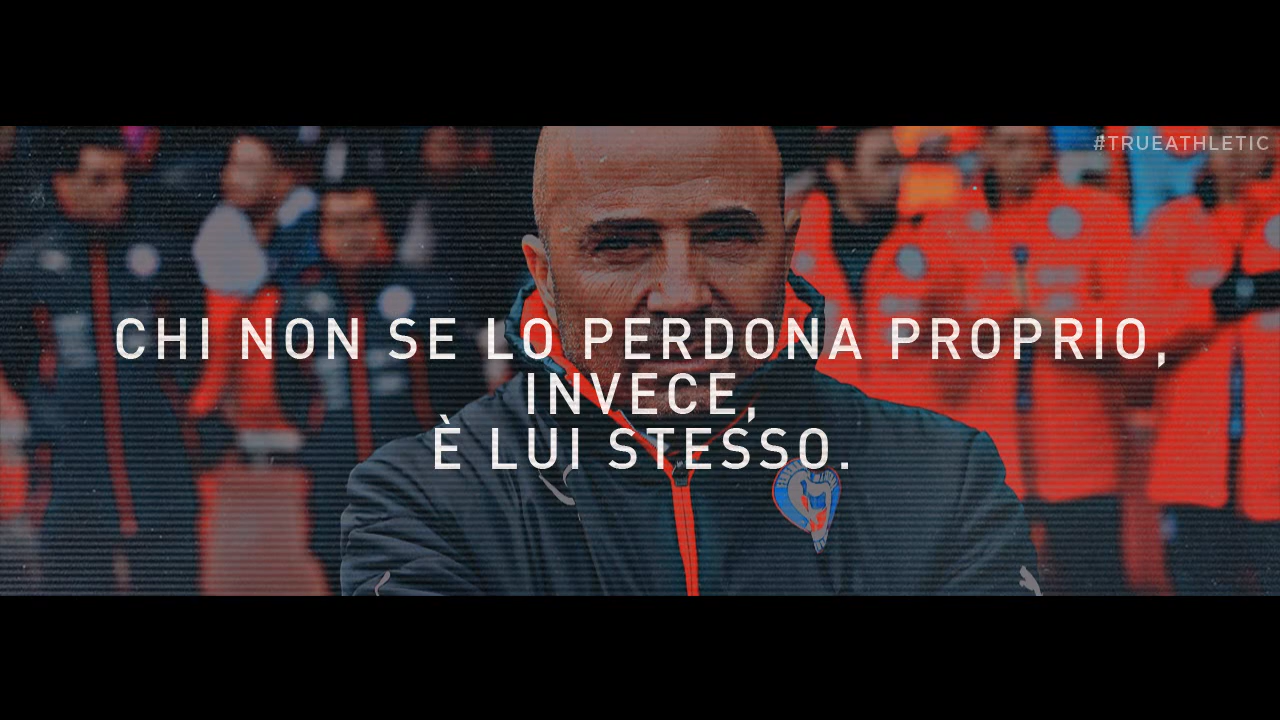 #TRUEATHLETIC
CHI NON SE LO PERDONA PROPRIO,
INVECE,
È LUI STESSO.